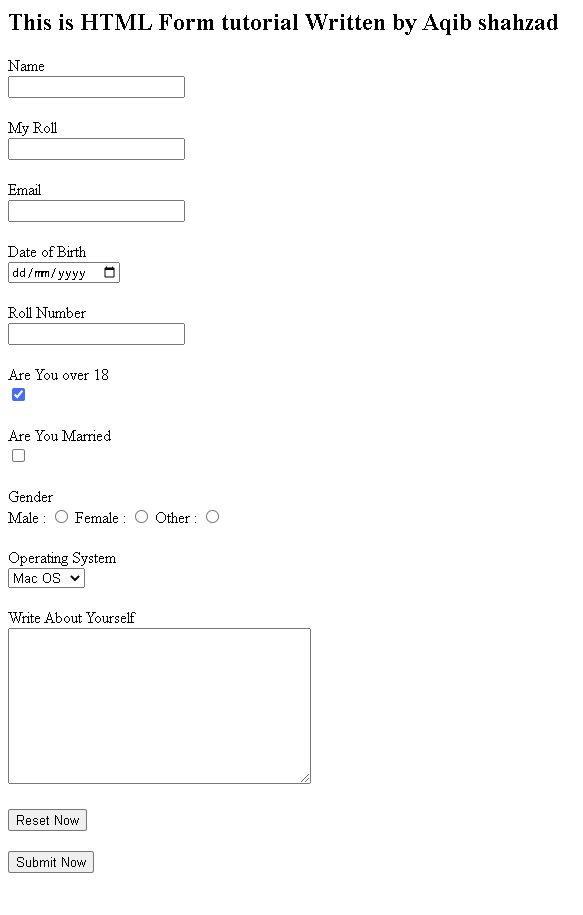 This is HTML Form tutorial Written by Aqib shahzad
Name
My Roll
Email
Date of Birth
dd/mm/yyyy
Roll Number
Are You over 18
Are You Married
Gender
Male : Female : Other :
Operating System
Mac OS
Write About Yourself
Reset Now
Submit Now